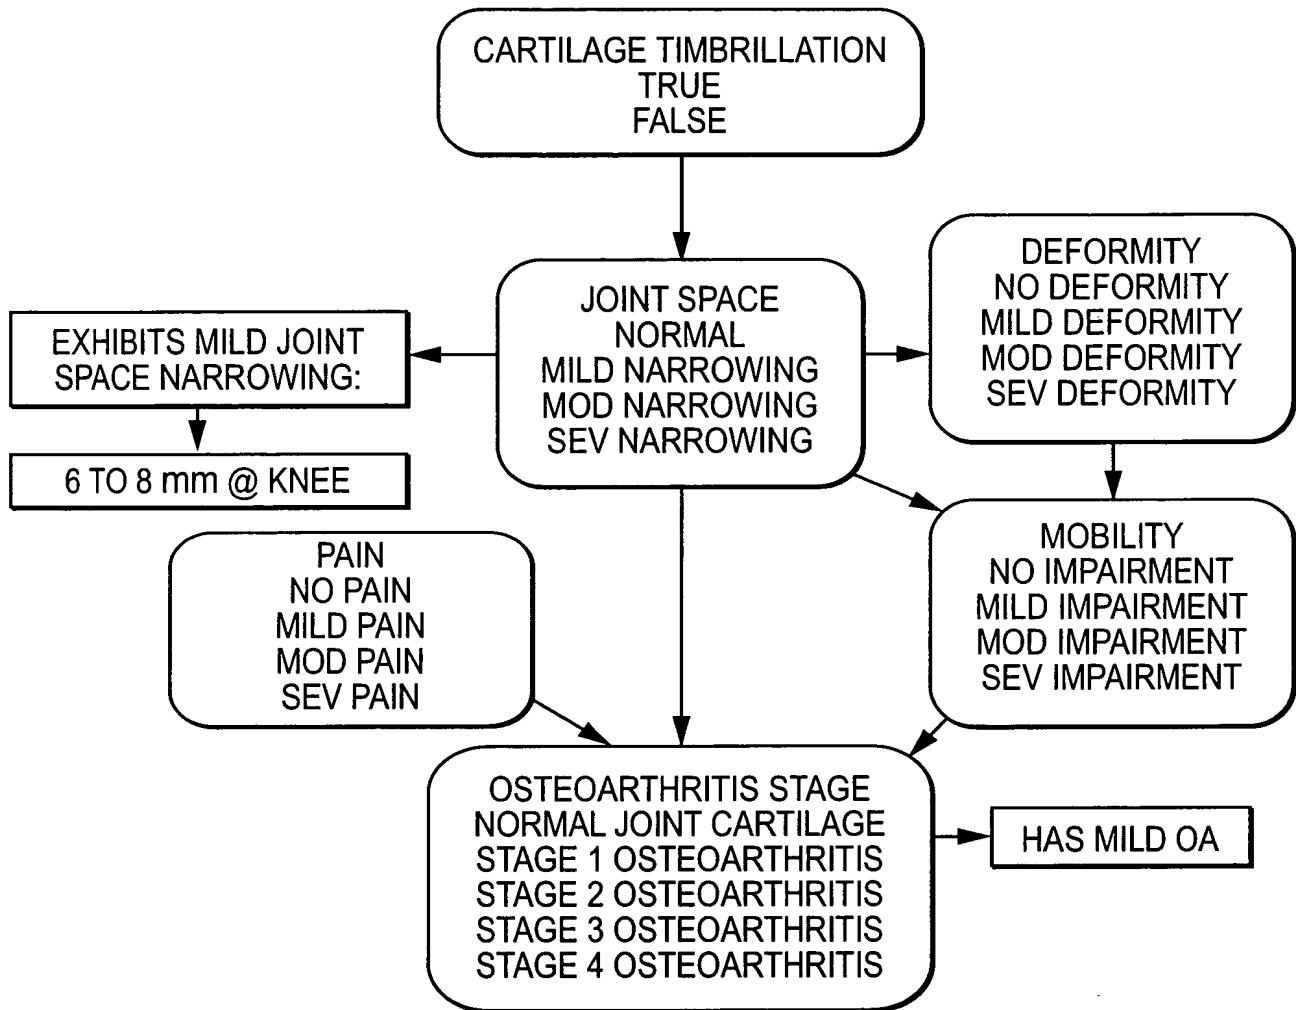 CARTILAGE TIMBRILLATION
TRUE
FALSE
JOINT SPACE
NORMAL
MILD NARROWING
MOD NARROWING
SEV NARROWING
DEFORMITY
NO DEFORMITY
MILD DEFORMITY
MOD DEFORMITY
SEV DEFORMITY
EXHIBITS MILD JOINT
SPACE NARROWING:
6 TO 8 mm @ KNEE
PAIN
NO PAIN
MILD PAIN
MOD PAIN
SEV PAIN
MOBILITY
NO IMPAIRMENT
MILD IMPAIRMENT
MOD IMPAIRMENT
SEV IMPAIRMENT
OSTEOARTHRITIS STAGE
NORMAL JOINT CARTILAGE
STAGE 1 OSTEOARTHRITIS
STAGE 2 OSTEOARTHRITIS
STAGE 3 OSTEOARTHRITIS
STAGE 4 OSTEOARTHRITIS
HAS MILD OA